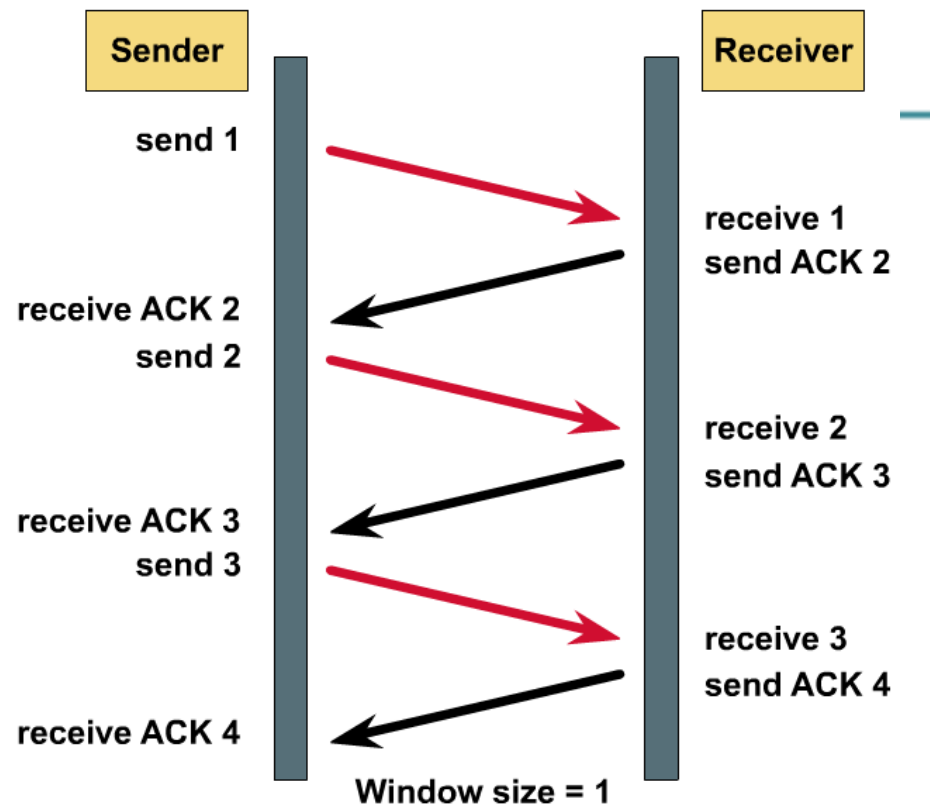 Sender
Receiver
send 1
receive 1
send ACK 2
receive ACK 2
send 2
receive 2
send ACK 3
receive ACK 3
send 3
receive 3
send ACK 4
receive ACK 4
Window size = 1